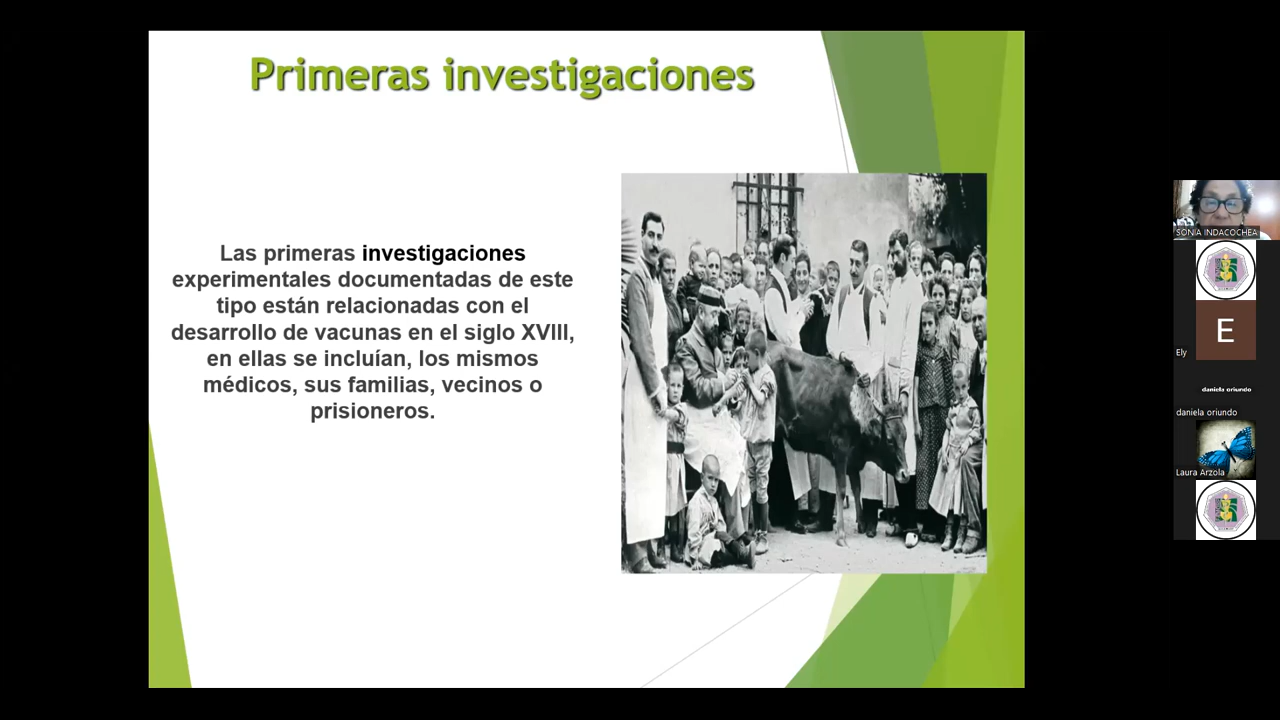 Primeras investigaciones
Las primeras investigaciones
experimentales documentadas de este
tipo están relacionadas con el
desarrollo de vacunas en el siglo XVIII,
en ellas se incluían, los mismos
médicos, sus familias, vecinos o
prisioneros.
SONIA INDACOCHEA
E
Ely
daniela oriundo
daniela oriundo
Laura Arzola